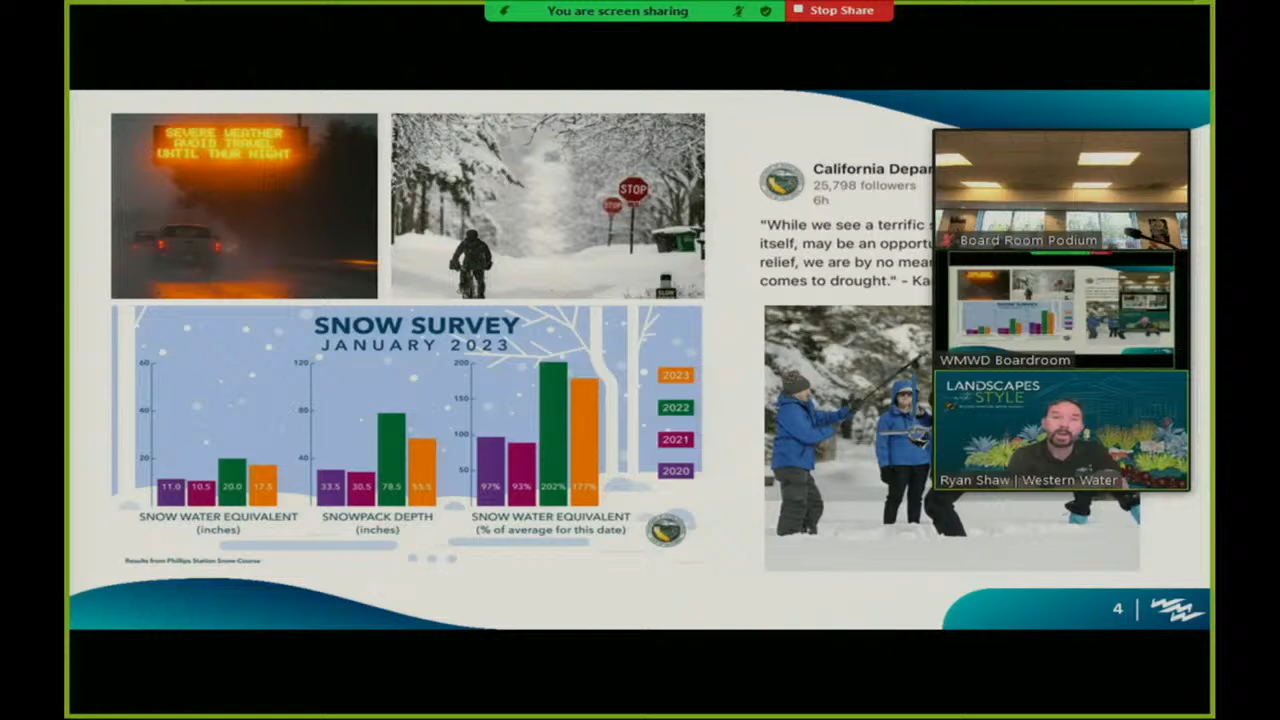 You are screen sharing
Stop Share
SEVERE WEATHER
AVOID TRAVEL
UNTIL THUR NIGHT
STOP
STOP
California Depar
25,798 followers
6h
"While we see a terrific s
itself, may be an opportu
relief, we are by no mea
comes to drought." – Ka
Board Room Podium
WMWD Boardroom
LANDSCAPES
with STYLE
Ryan Shaw | Western Water
SNOW SURVEY
JANUARY 2023
60
40
20
11.0
10.5
20.0
17.5
SNOW WATER EQUIVALENT
(inches)
120
80
40
33.5
30.5
78.5
55.5
SNOWPACK DEPTH
(inches)
200
150
100
50
97%
93%
202%
177%
SNOW WATER EQUIVALENT
(% of average for this date)
2023
2022
2021
2020
Results from Phillips Station Snow Course
4